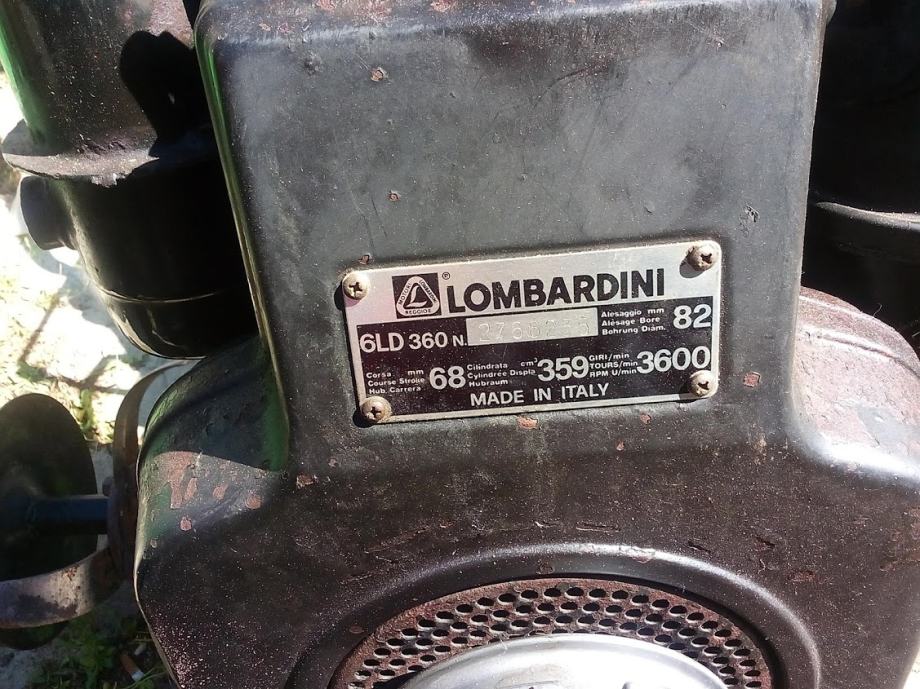 ® LOMBARDINI
6LD 360 N.
Alesaggio mm
Alésage-Bore
Bohrung Diam.
82
Corsa mm
Course Stroke
Hub. Carrera
68
Cilindrata cm³
Cylindrée Displa
Hubraum
359
GIRI/min
TOURS/min
RPM U/min
3600
MADE IN ITALY